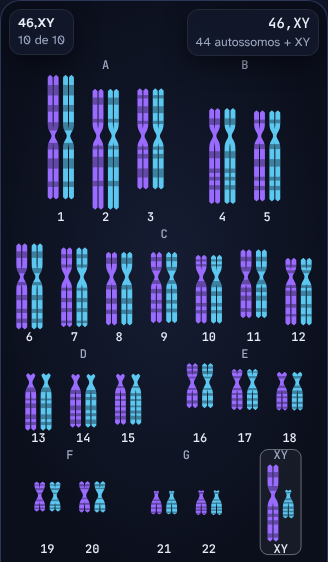 46,XY
10 de 10
46,XY
44 autossomos + XY
A B
1 2 3 4 5
C
6 7 8 9 10 11 12
D E
13 14 15 16 17 18
F G XY
19 20 21 22 XY